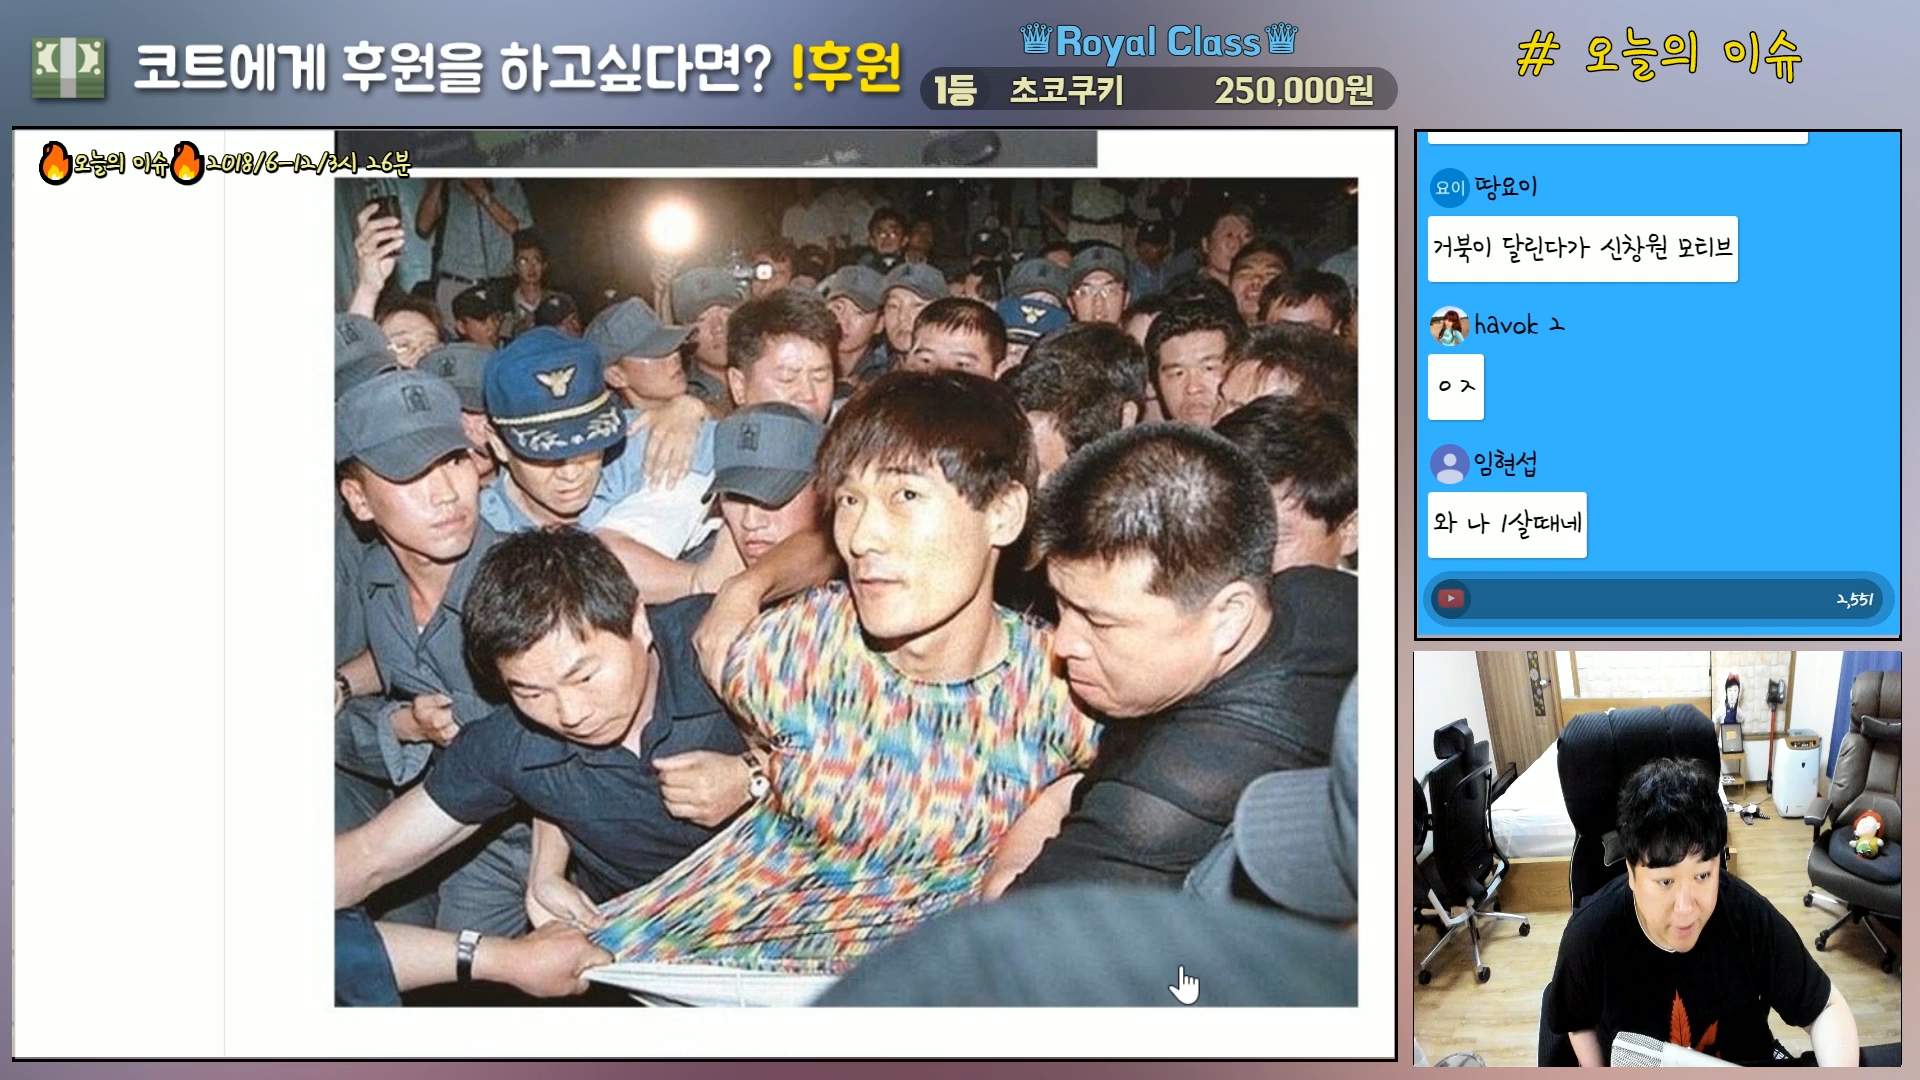 코트에게 후원을 하고싶다면? !후원
Royal Class
1등 초코쿠키 250,000원
# 오늘의 이슈
오늘의 이슈 2018/6-12/3시 26분
요이 땅요이
거북이 달린다가 신창원 모티브
havok 2
ㅇㅈ
임현섭
와 나 1살때네
2,551